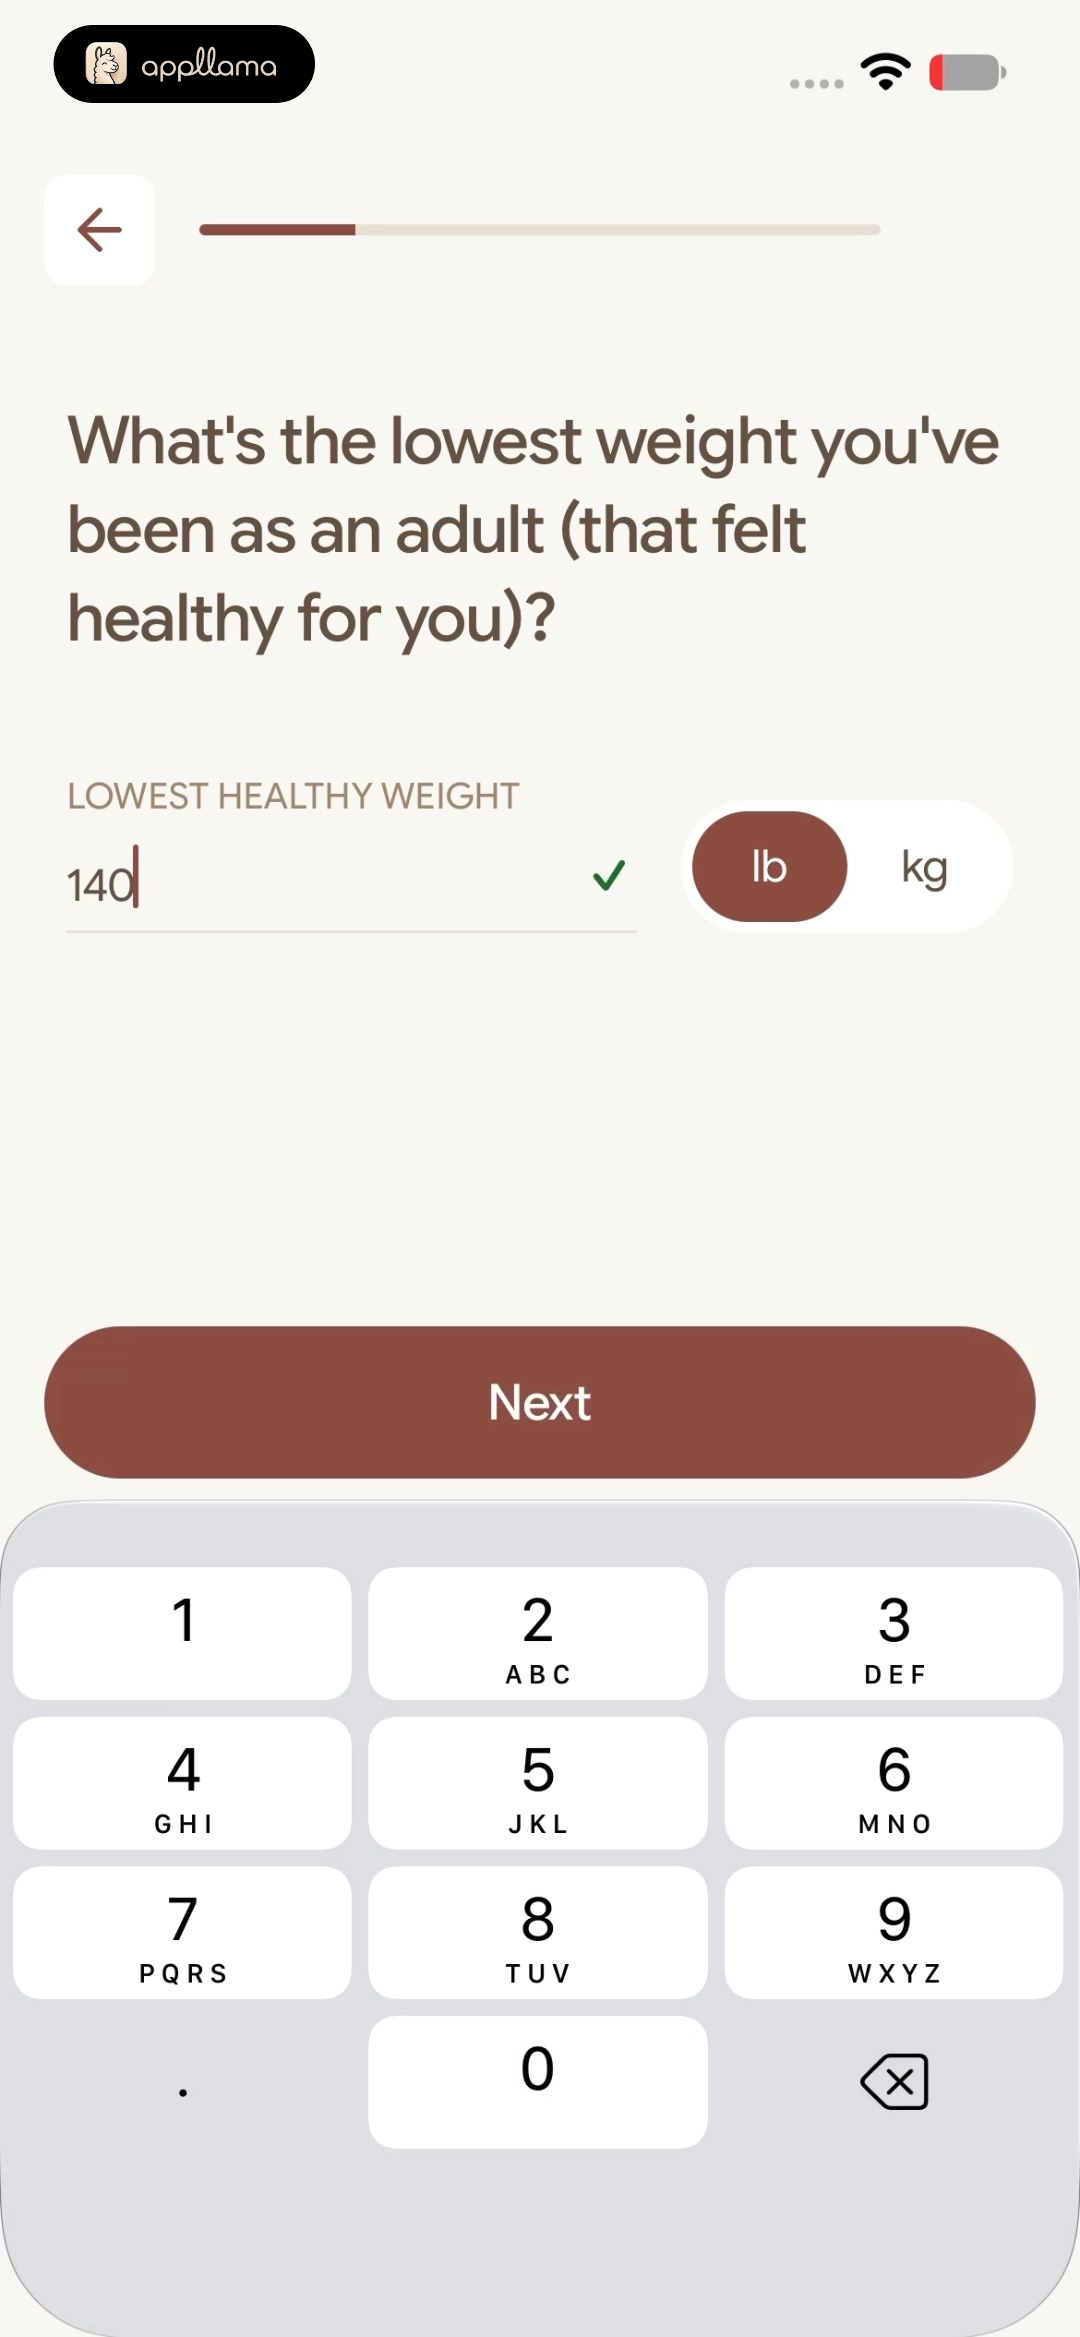 appllama
What's the lowest weight you've
been as an adult (that felt
healthy for you)?
LOWEST HEALTHY WEIGHT
140
lb kg
Next
1 2 3
ABC DEF
4 5 6
GHI JKL MNO
7 8 9
PQRS TUV WXYZ
. 0